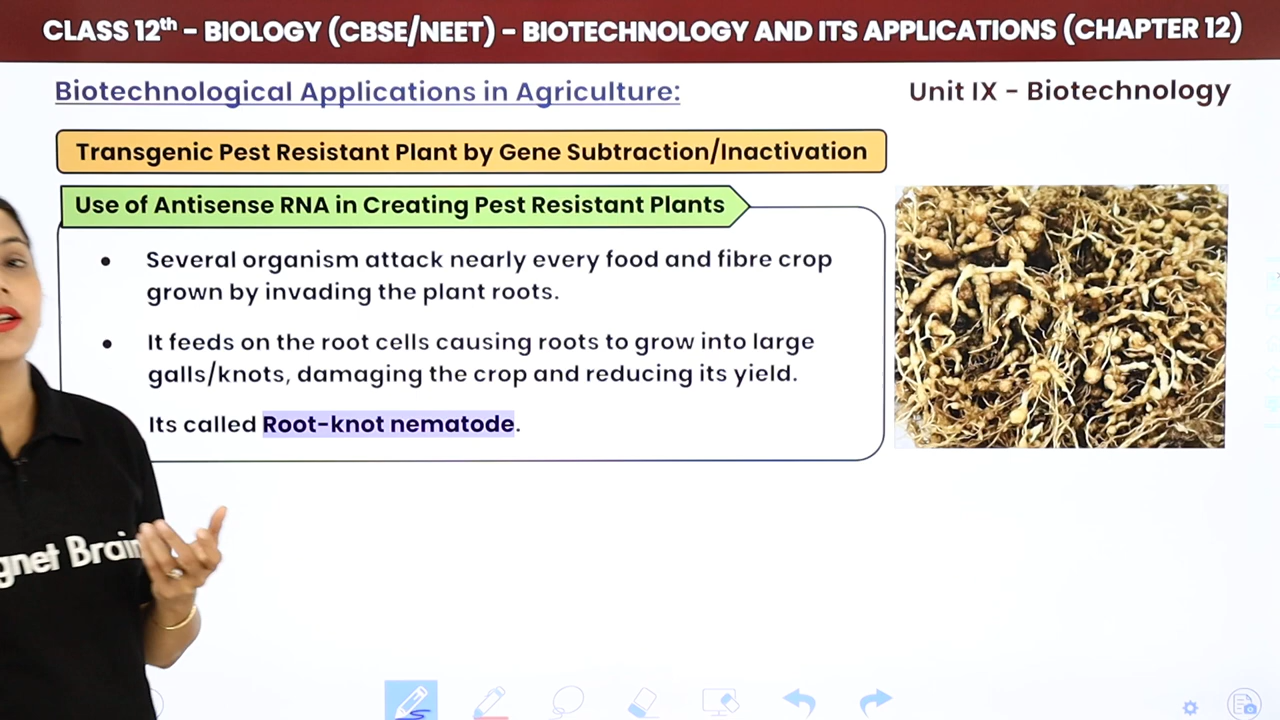 CLASS 12th – BIOLOGY (CBSE/NEET) – BIOTECHNOLOGY AND ITS APPLICATIONS (CHAPTER 12)
Biotechnological Applications in Agriculture:
Unit IX – Biotechnology
Transgenic Pest Resistant Plant by Gene Subtraction/Inactivation
Use of Antisense RNA in Creating Pest Resistant Plants
• Several organism attack nearly every food and fibre crop
grown by invading the plant roots.
• It feeds on the root cells causing roots to grow into large
galls/knots, damaging the crop and reducing its yield.
Its called Root-knot nematode.
gnet Brain